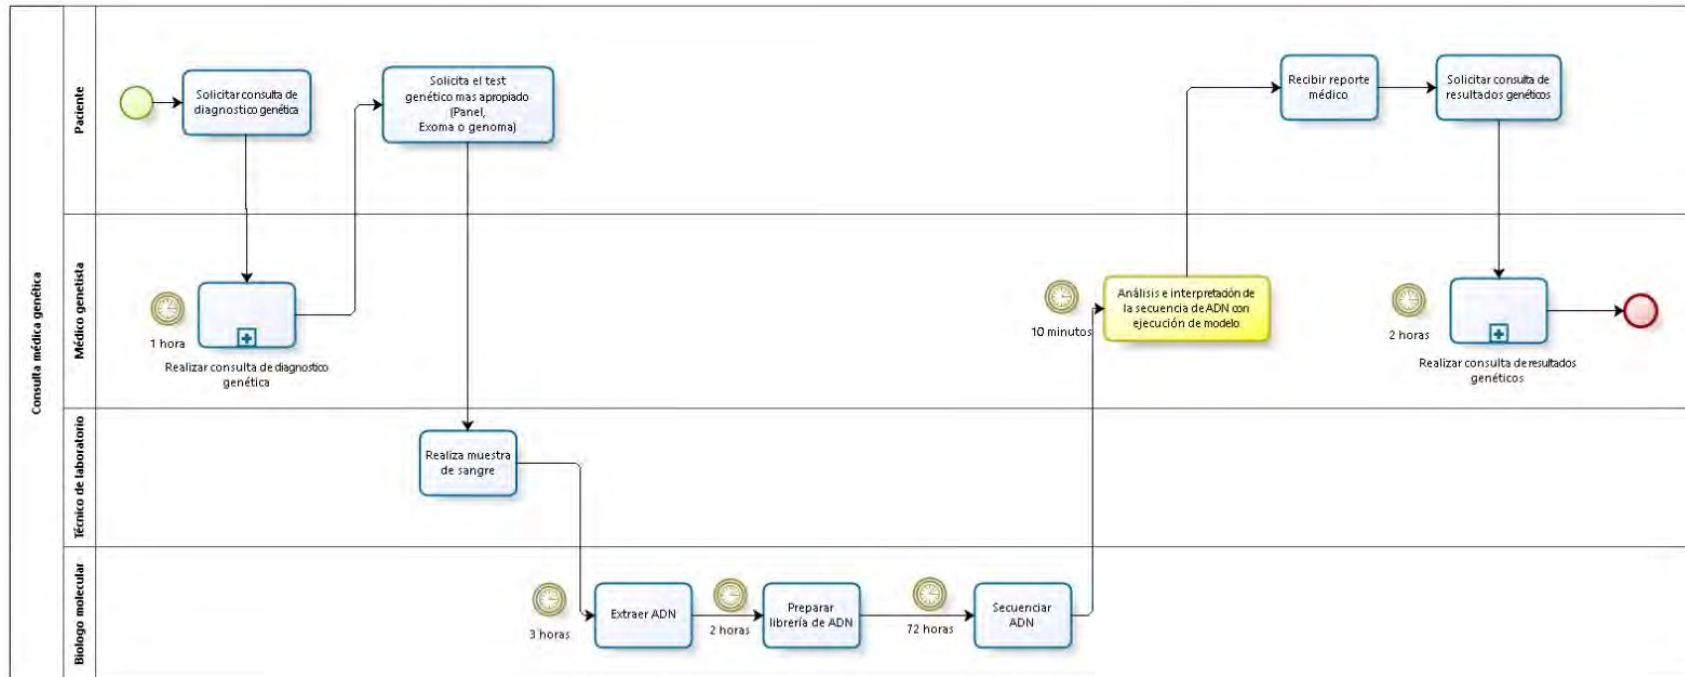 Consulta médica genética
Paciente
Solicitar consulta de
diagnostico genética
Solicita el test
genético mas apropiado
(Panel,
Exoma o genoma)
Recibir reporte
médico
Solicitar consulta de
resultados genéticos
Médico genetista
1 hora
Realizar consulta de diagnostico
genética
10 minutos
Análisis e interpretación de
la secuencia de ADN con
ejecución de modelo
2 horas
Realizar consulta de resultados
genéticos
Técnico de laboratorio
Realiza muestra
de sangre
Biologo molecular
3 horas
Extraer ADN
2 horas
Preparar
librería de ADN
72 horas
Secuenciar
ADN